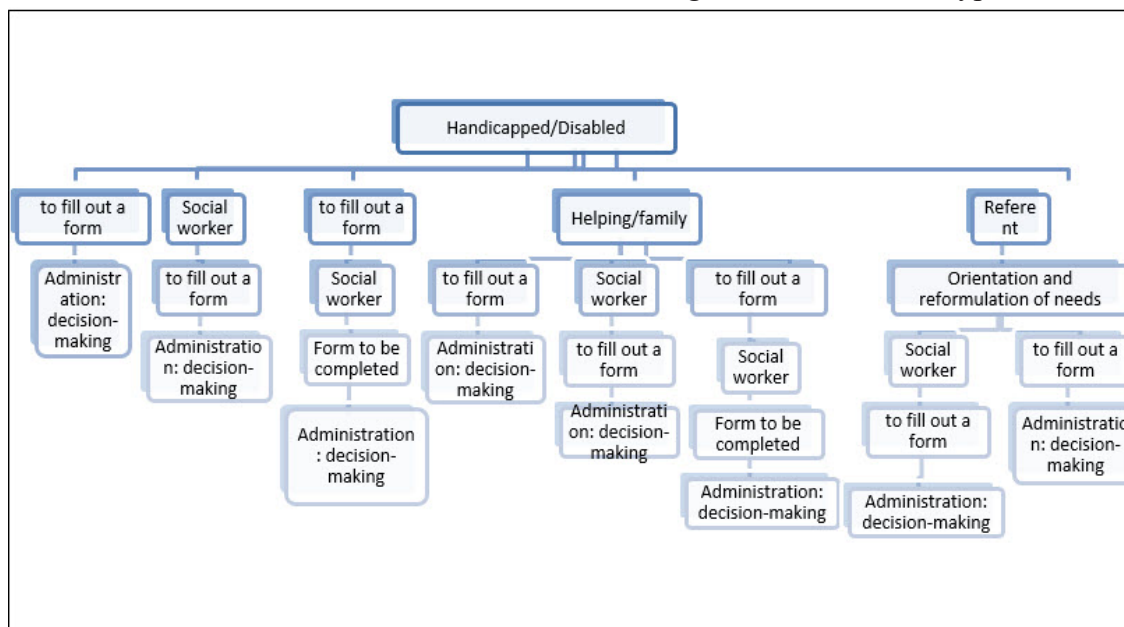 Handicapped/Disabled
to fill out a
form
Social
worker
to fill out a
form
Helping/family
Refere
nt
Administr
ation:
decision-
making
to fill out a
form
Social
worker
to fill out a
form
Social
worker
to fill out a
form
Orientation and
reformulation of needs
Administratio
n: decision-
making
Form to be
completed
Administrati
on: decision-
making
to fill out a
form
Social
worker
Social
worker
to fill out a
form
Administration
: decision-
making
Administrati
on: decision-
making
Form to be
completed
to fill out a
form
Administratio
n: decision-
making
Administration:
decision-making
Administration:
decision-making